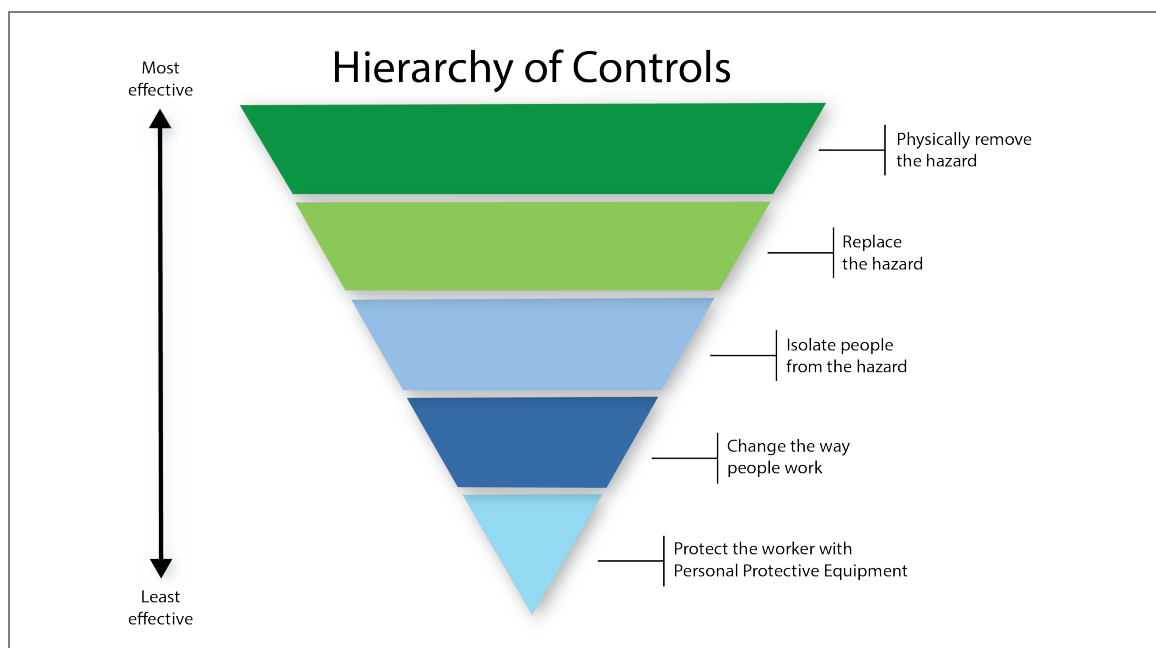 Hierarchy of Controls
Most
effective
Physically remove
the hazard
Replace
the hazard
Isolate people
from the hazard
Change the way
people work
Protect the worker with
Personal Protective Equipment
Least
effective